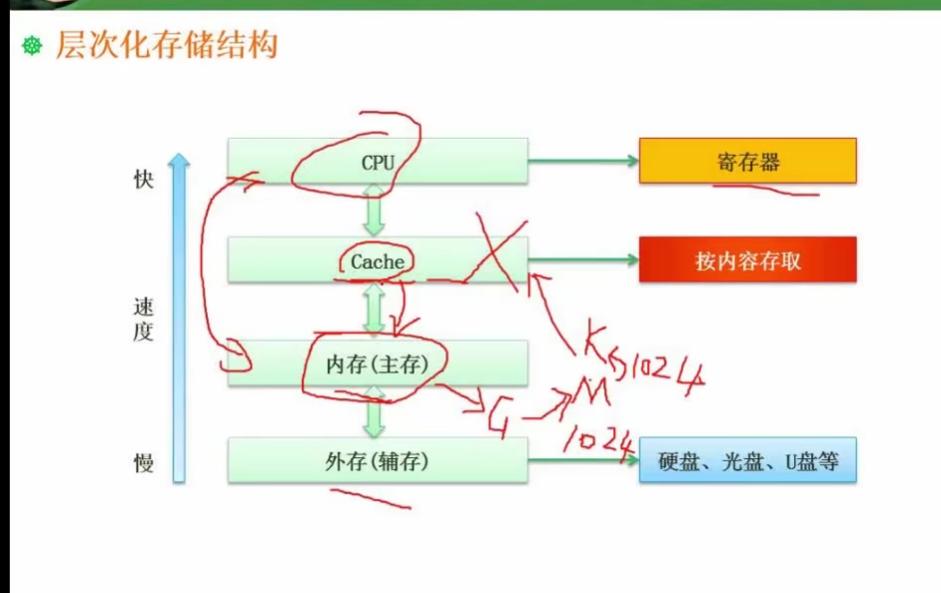 层次化存储结构
快
CPU
寄存器
Cache
按内容存取
速度
K 1024
内存(主存)
G
M
1024
慢
外存(辅存)
硬盘、光盘、U盘等